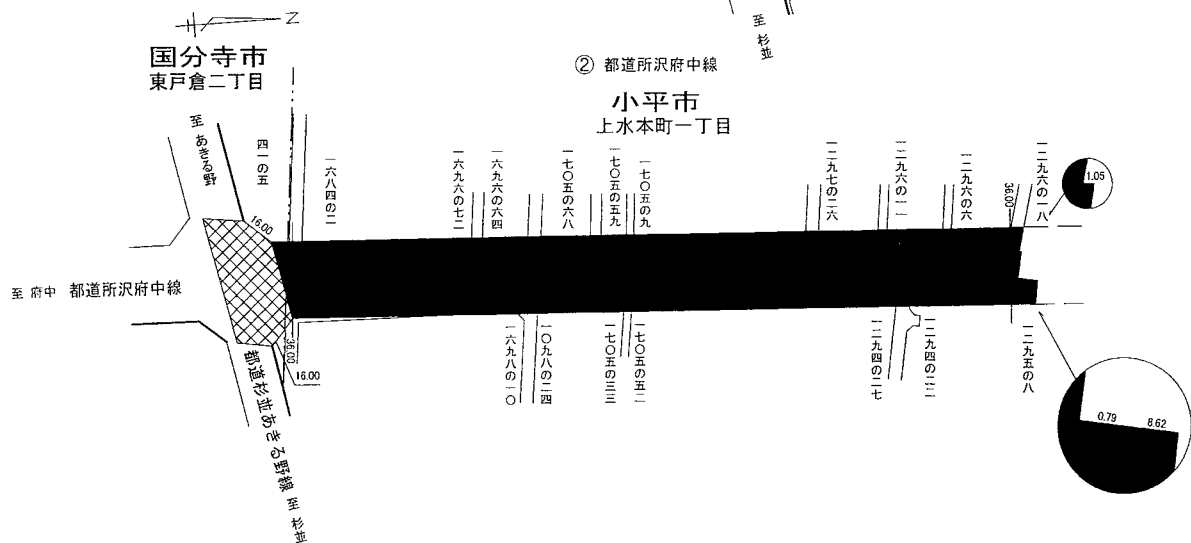 至 杉並
Z
国分寺市
東戸倉二丁目
② 都道所沢府中線
小平市
上水本町一丁目
至 あきる野
四一の五
一六八四の二
一六九六の七二
一六九六の六四
一七〇五の六八
一七〇五の五九
一七〇五の九
一二九七の二六
一二九六の一一
一二九六の六
36.00
一二九六の一八
1.05
16.00
至 府中 都道所沢府中線
36.00
16.00
一六九八の一〇
一〇九八の二四
一七〇五の三三
一七〇五の五二
一二九四の二七
一二九四の二二
一二九五の八
0.79
8.62
都道杉並あきる野線 至 杉並